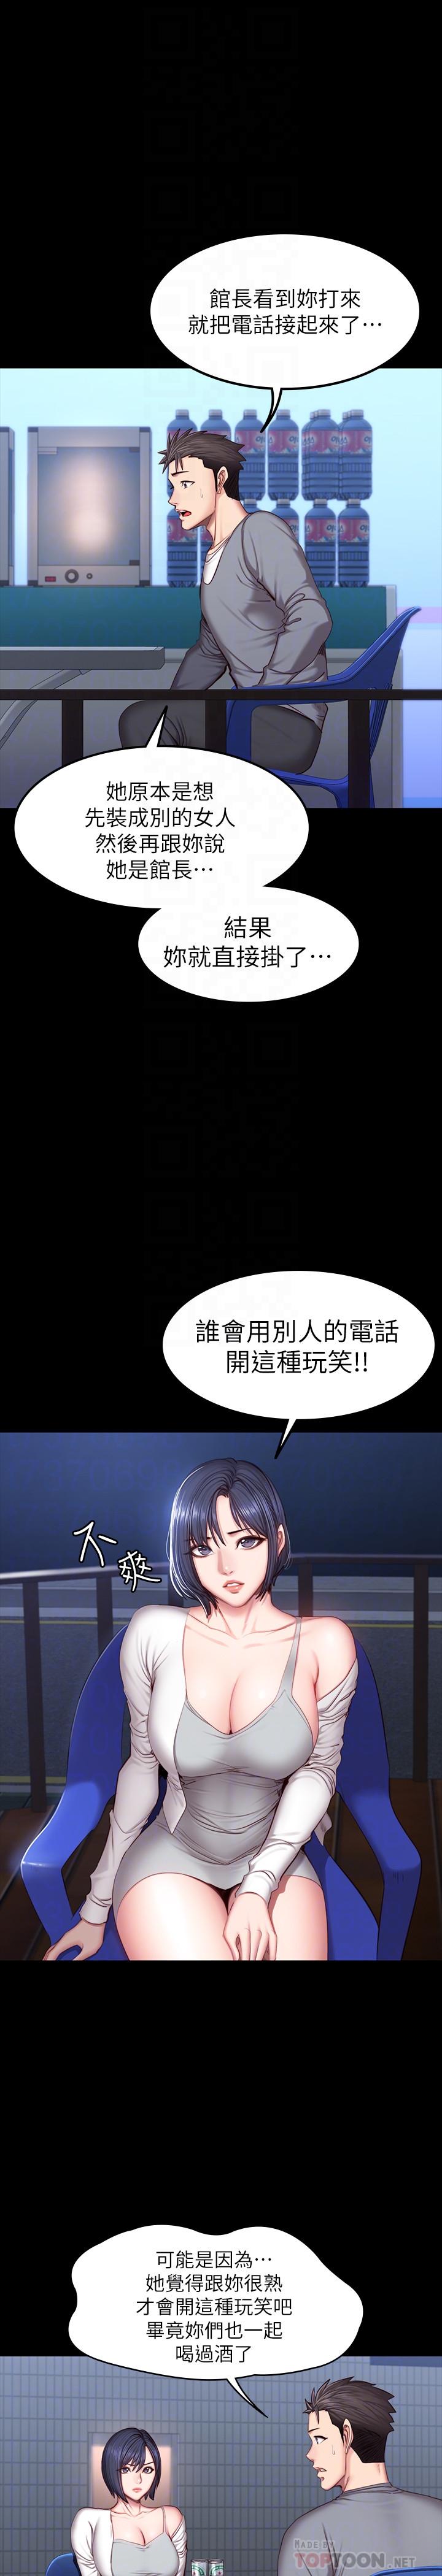 館長看到妳打來
就把電話接起來了…
她原本是想
先裝成別的女人
然後再跟妳說
她是館長…
結果
妳就直接掛了…
誰會用別人的電話
開這種玩笑!!
不爽
可能是因為…
她覺得跟妳很熟
才會開這種玩笑吧
畢竟妳們也一起
喝過酒了
MADE BY
TOPTOON.NET